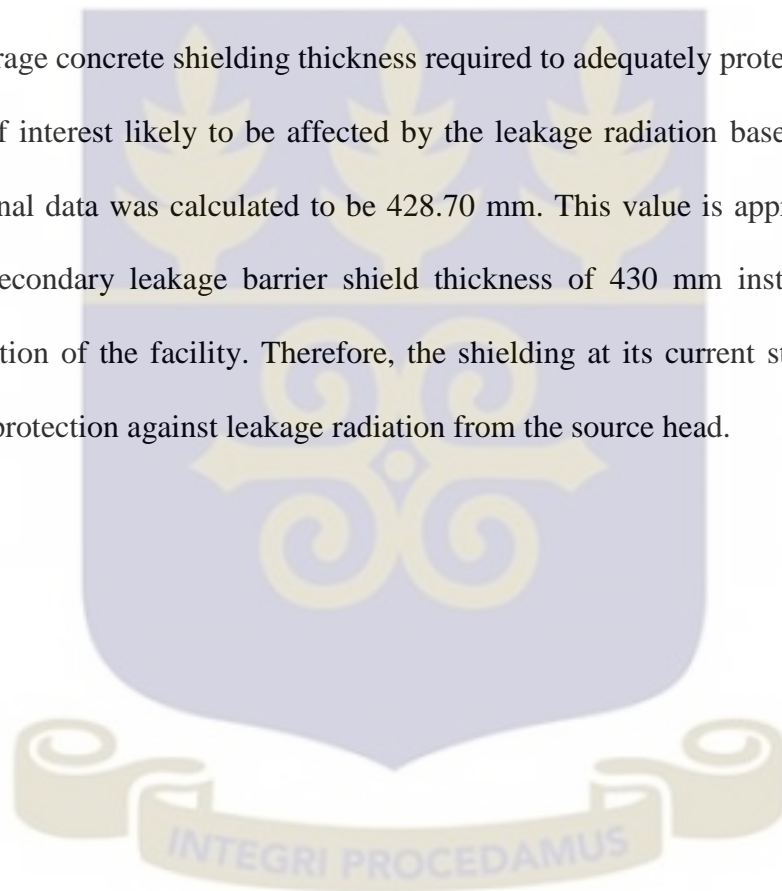 rage concrete shielding thickness required to adequately prote
f interest likely to be affected by the leakage radiation base
nal data was calculated to be 428.70 mm. This value is app
econdary leakage barrier shield thickness of 430 mm inst
tion of the facility. Therefore, the shielding at its current s
protection against leakage radiation from the source head.
INTEGRI PROCEDAMUS